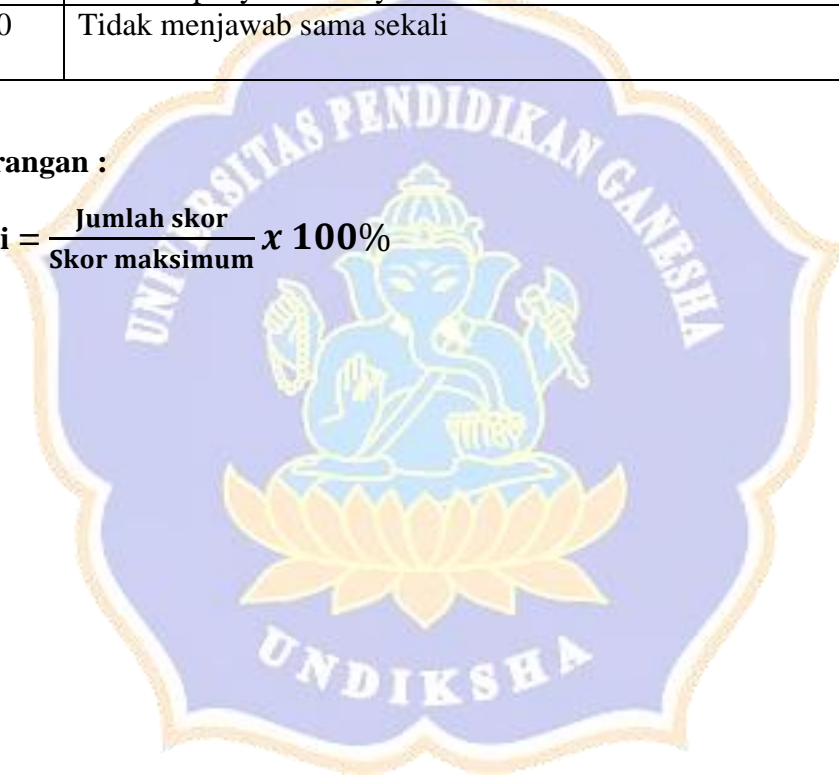 0 Tidak menjawab sama sekali
rangan :
i = Jumlah skor / Skor maksimum x 100%
UNIVERSITAS PENDIDIKAN GANESHA
UNDIKSHA